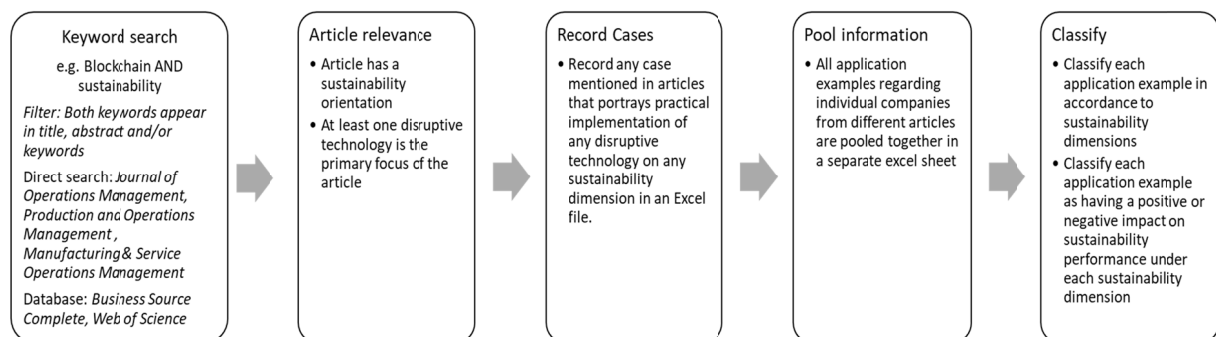 Keyword search
e.g. Blockchain AND
sustainability
Filter: Both keywords appear
in title, abstract and/or
keywords
Direct search: Journal of
Operations Management,
Production and Operations
Management ,
Manufacturing & Service
Operations Management
Database: Business Source
Complete, Web of Science
Article relevance
• Article has a
sustainability
orientation
• At least one disruptive
technology is the
primary focus of the
article
Record Cases
• Record any case
mentioned in articles
that portrays practical
implementation of
any disruptive
technology on any
sustainability
dimension in an Excel
file.
Pool information
• All application
examples regarding
individual companies
from different articles
are pooled together in
a separate excel sheet
Classify
• Classify each
application example in
accordance to
sustainability
dimensions
• Classify each
application example
as having a positive or
negative impact on
sustainability
performance under
each sustainability
dimension